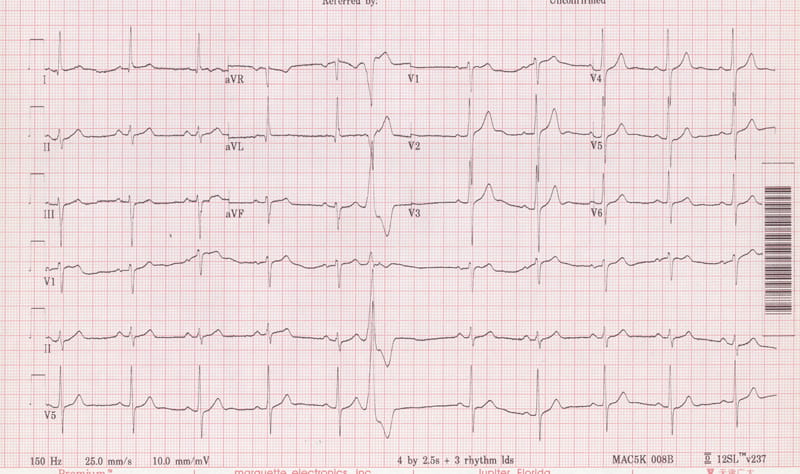 Referred by: Unconfirmed
I aVR V1 V4
II aVL V2 V5
III aVF V3 V6
V1
II
V5
150 Hz 25.0 mm/s 10.0 mm/mV 4 by 2.5s + 3 rhythm lds MAC5K 008B 12SL™v237
Premium™ marquette electronics, inc. Jupiter, Florida